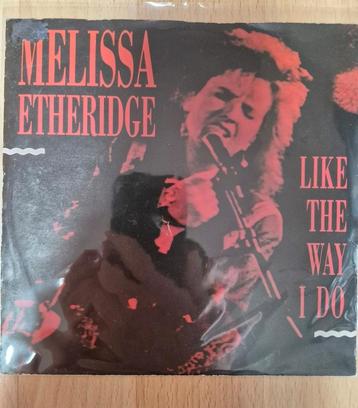 MELISSA
ETHERIDGE
LIKE
THE
WAY
I DO